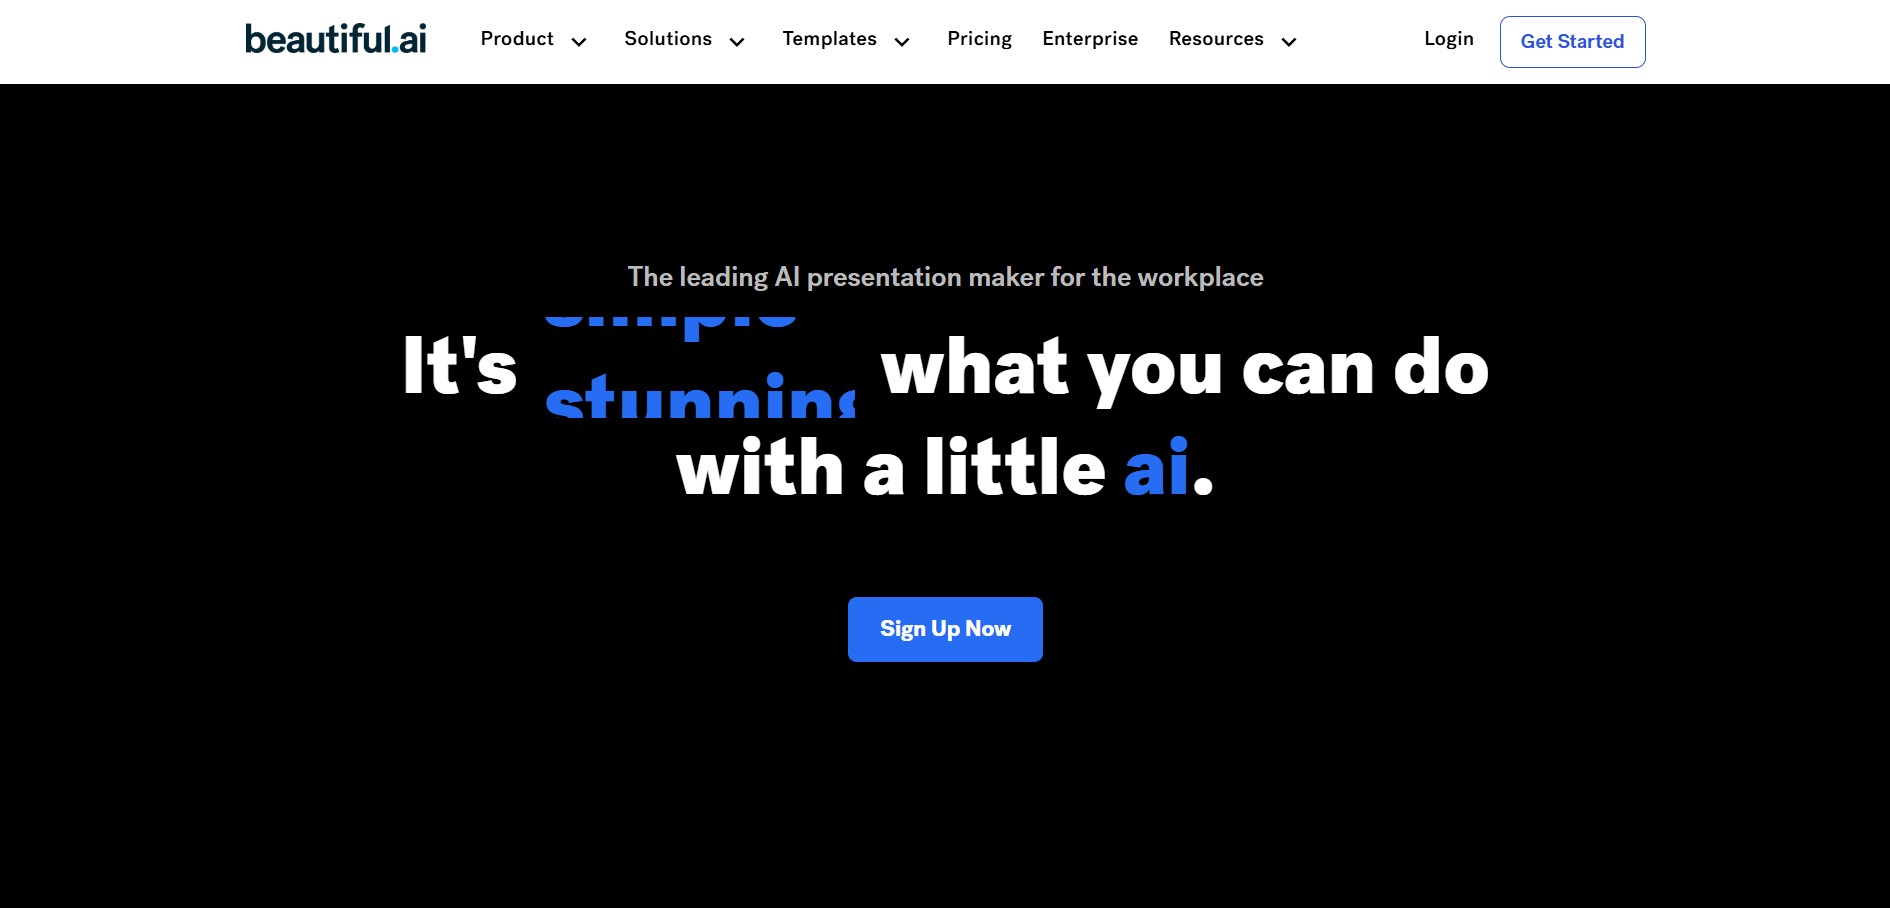 beautiful.ai
Product
Solutions
Templates
Pricing
Enterprise
Resources
Login
Get Started
The leading AI presentation maker for the workplace
It's stunning what you can do
with a little ai.
Sign Up Now